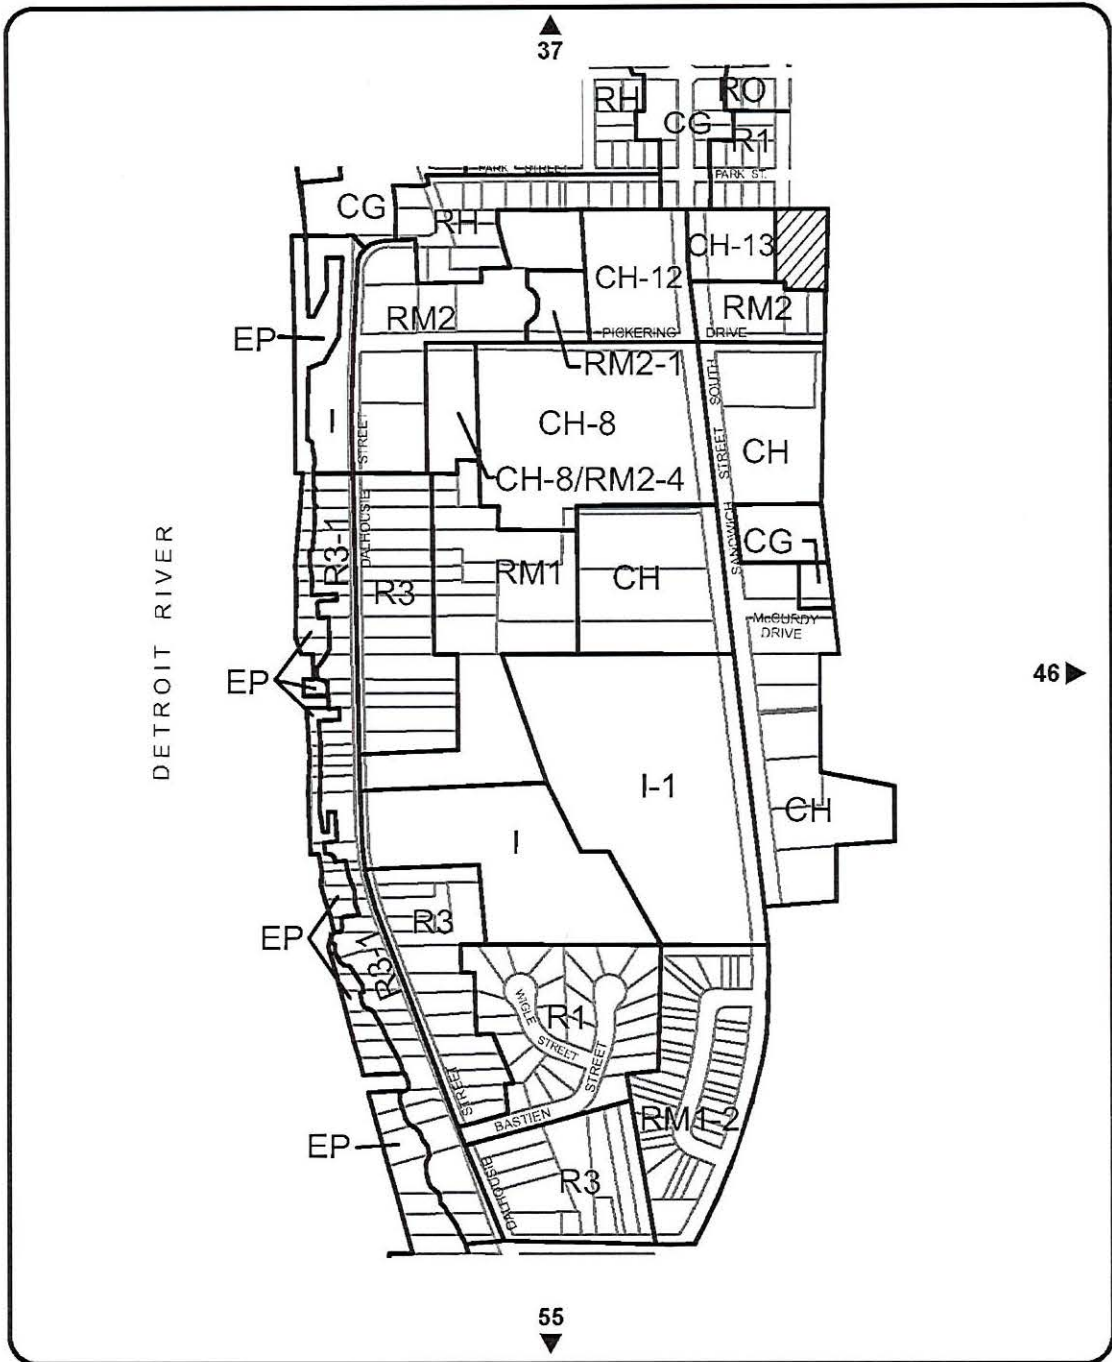 37
RH
RO
CG
R1
PARK STREET
PARK ST.
CG
RH
CH-13
CH-12
RM2
RM2
EP
PICKERING DRIVE
RM2-1
I
CH-8
STREET
SOUTH
STREET
CH
CH-8/RM2-4
DALHOUSIE
SANDWICH
CG
R3-1
R3
RM1
CH
McCURDY
DRIVE
DETROIT RIVER
EP
46
I-1
CH
I
R3
EP
R3-1
WIGLE
STREET
R1
STREET
STREET
BASTIEN
RM1-2
EP
DALHOUSIE
R3
55